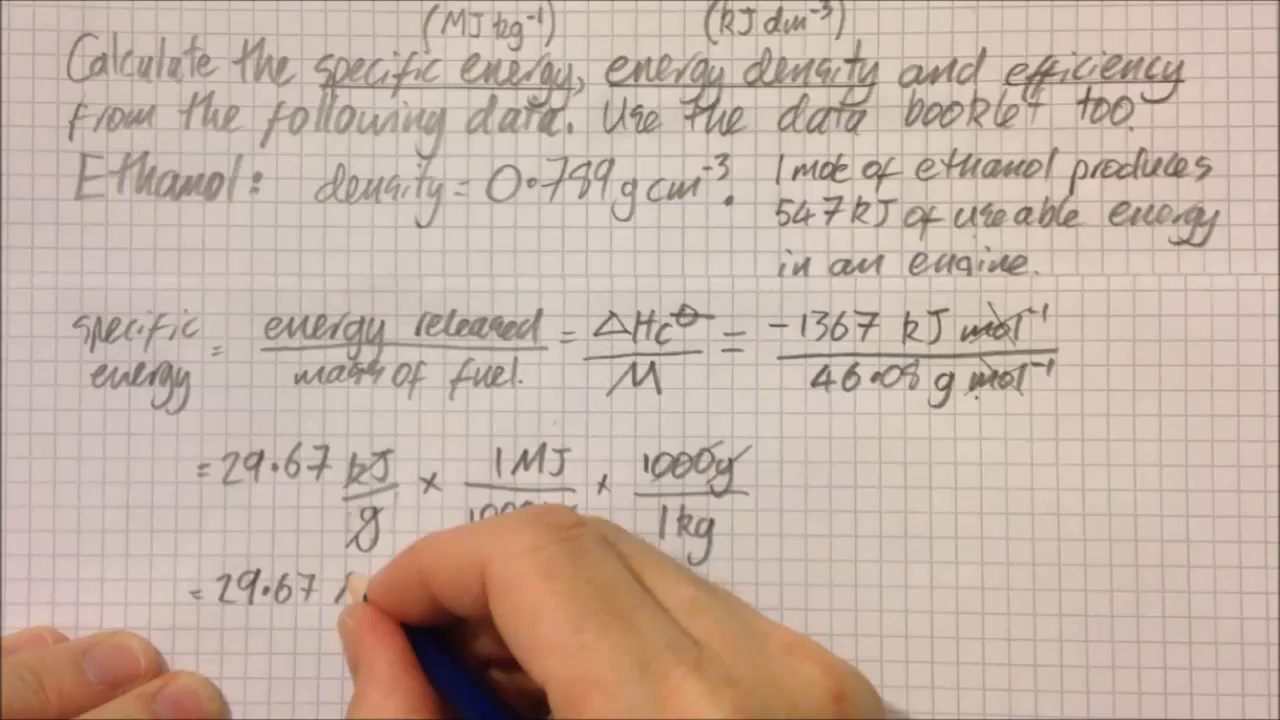 (MJ kg⁻¹) (kJ dm⁻³)
Calculate the specific energy, energy density and efficiency
from the following data. Use the data booklet too.
Ethanol: density = 0.789 g cm⁻³. 1 mole of ethanol produces
547 kJ of useable energy
in an engine.
specific energy = energy released / mass of fuel. = ΔHc⊖ / M = -1367 kJ mol⁻¹ / 46.08 g mol⁻¹
= 29.67 kJ/g × 1 MJ / × 1000g / 1kg
= 29.67